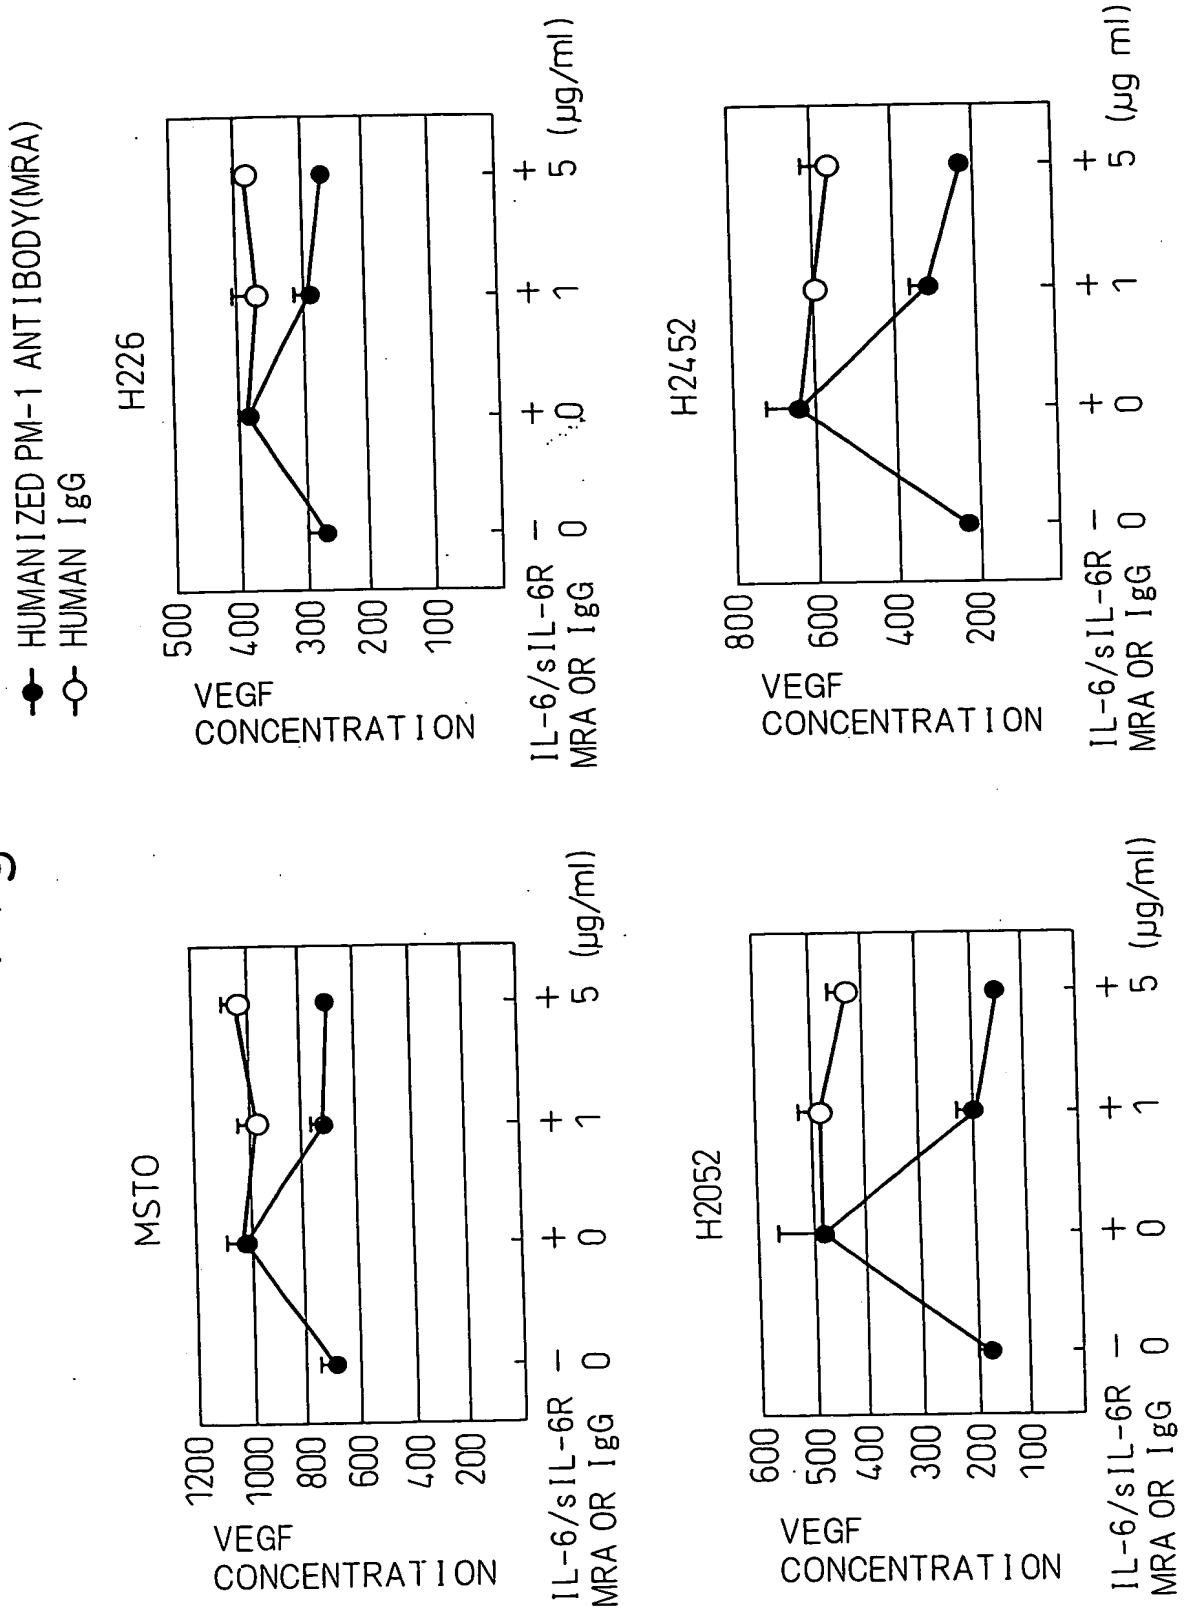 HUMANIZED PM-1 ANTIBODY(MRA)
HUMAN IgG
MSTO
1200
1000
800
600
400
200
VEGF
CONCENTRATION
IL-6/sIL-6R − + + +
MRA OR IgG 0 0 1 5 (µg/ml)
H226
500
400
300
200
100
VEGF
CONCENTRATION
IL-6/sIL-6R − + + +
MRA OR IgG 0 0 1 5 (µg/ml)
H2052
600
500
400
300
200
100
VEGF
CONCENTRATION
IL-6/sIL-6R − + + +
MRA OR IgG 0 0 1 5 (µg/ml)
H2452
800
600
400
200
VEGF
CONCENTRATION
IL-6/sIL-6R − + + +
MRA OR IgG 0 0 1 5 (µg ml)